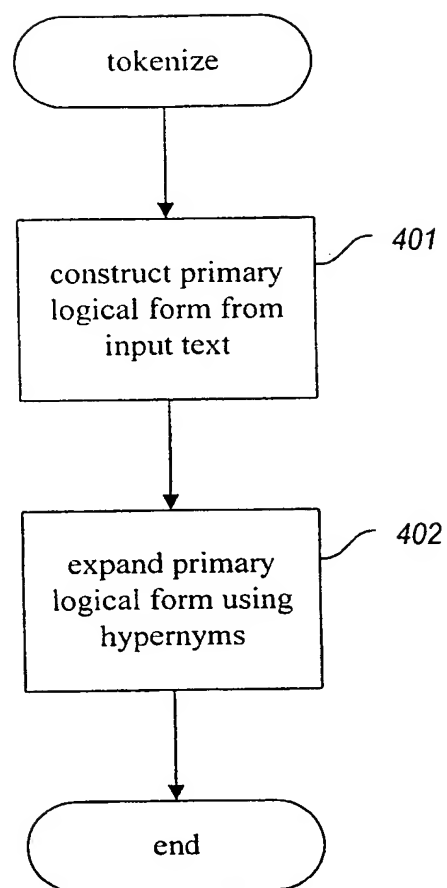 tokenize
401
construct primary
logical form from
input text
402
expand primary
logical form using
hypernyms
end